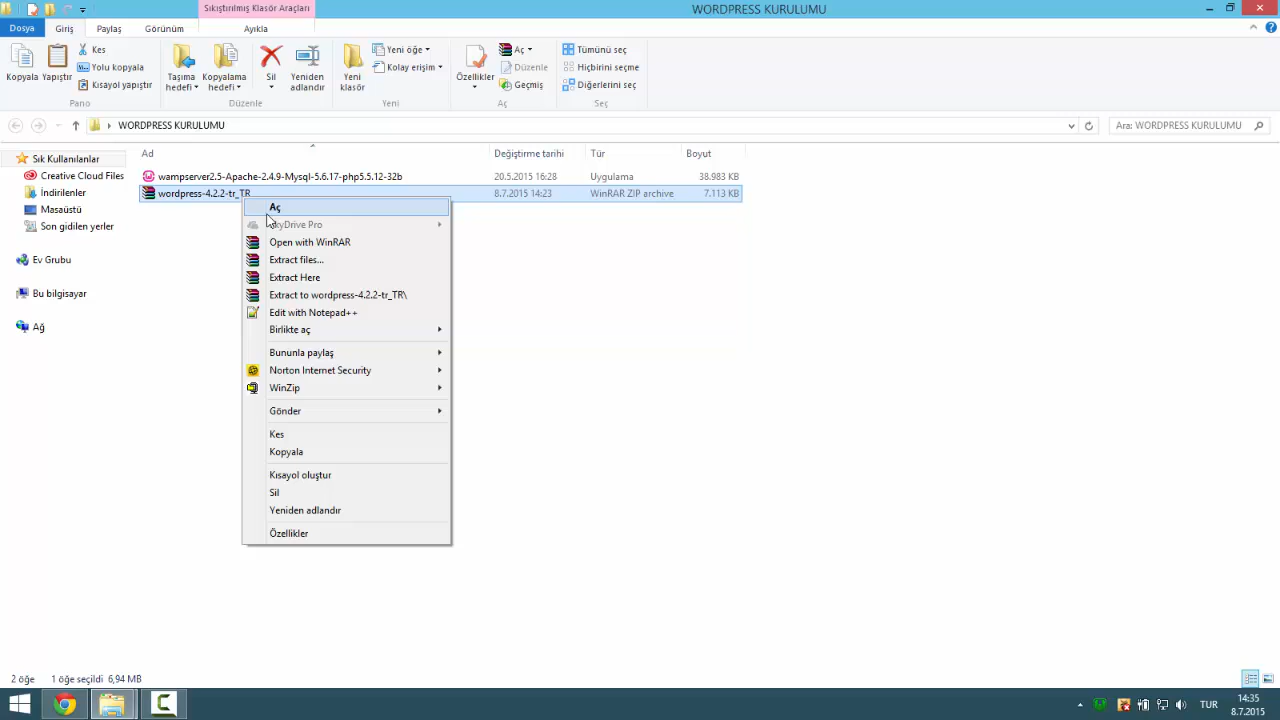 Sıkıştırılmış Klasör Araçları
WORDPRESS KURULUMU
Dosya
Giriş
Paylaş
Görünüm
Ayıkla
Kopyala
Yapıştır
Kes
Yolu kopyala
Kısayol yapıştır
Pano
Taşıma hedefi
Kopyalama hedefi
Sil
Yeniden adlandır
Düzenle
Yeni klasör
Yeni öğe
Kolay erişim
Yeni
Özellikler
Aç
Düzenle
Geçmiş
Aç
Tümünü seç
Hiçbirini seçme
Diğerlerini seç
Seç
WORDPRESS KURULUMU
Ara: WORDPRESS KURULUMU
Sık Kullanılanlar
Creative Cloud Files
İndirilenler
Masaüstü
Son gidilen yerler
Ev Grubu
Bu bilgisayar
Ağ
Ad
Değiştirme tarihi
Tür
Boyut
wampserver2.5-Apache-2.4.9-Mysql-5.6.17-php5.5.12-32b
20.5.2015 16:28
Uygulama
38.983 KB
wordpress-4.2.2-tr_TR
8.7.2015 14:23
WinRAR ZIP archive
7.113 KB
Aç
yDrive Pro
Open with WinRAR
Extract files...
Extract Here
Extract to wordpress-4.2.2-tr_TR\
Edit with Notepad++
Birlikte aç
Bununla paylaş
Norton Internet Security
WinZip
Gönder
Kes
Kopyala
Kısayol oluştur
Sil
Yeniden adlandır
Özellikler
2 öğe
1 öğe seçildi 6,94 MB
TUR
14:35
8.7.2015